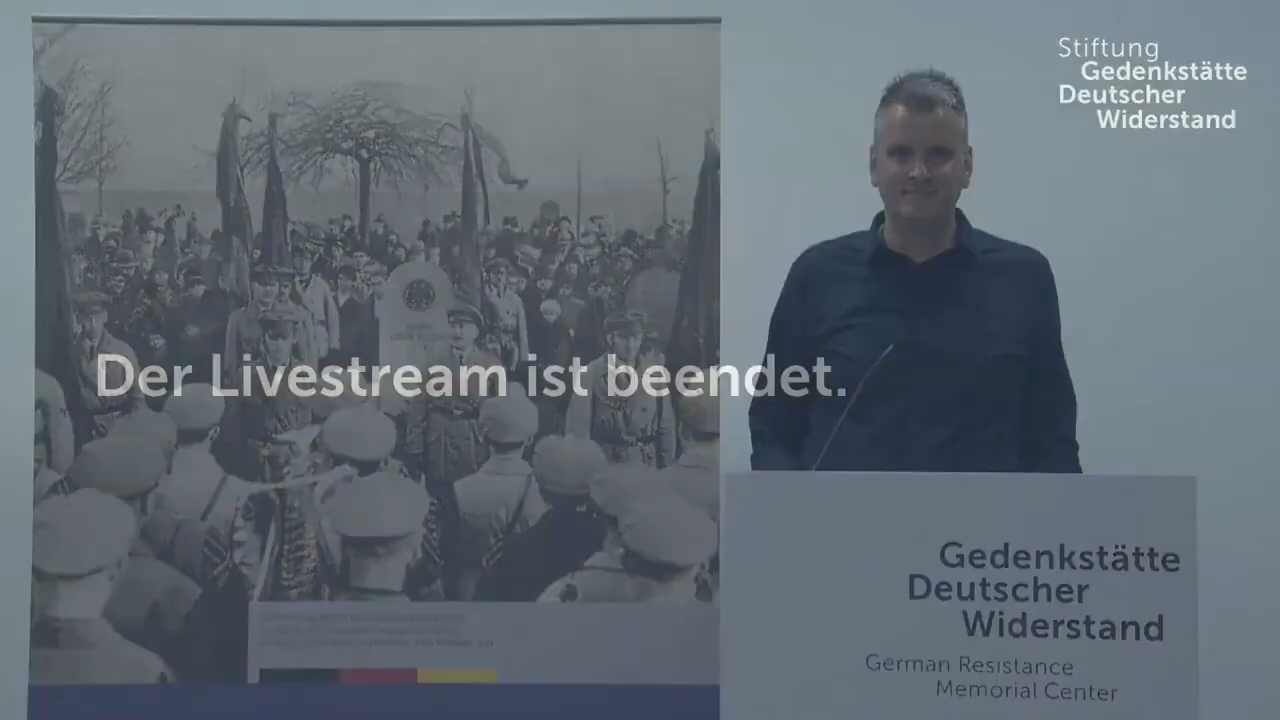 Stiftung
Gedenkstätte
Deutscher
Widerstand
Der Livestream ist beendet.
Gedenkstätte
Deutscher
Widerstand
German Resistance
Memorial Center